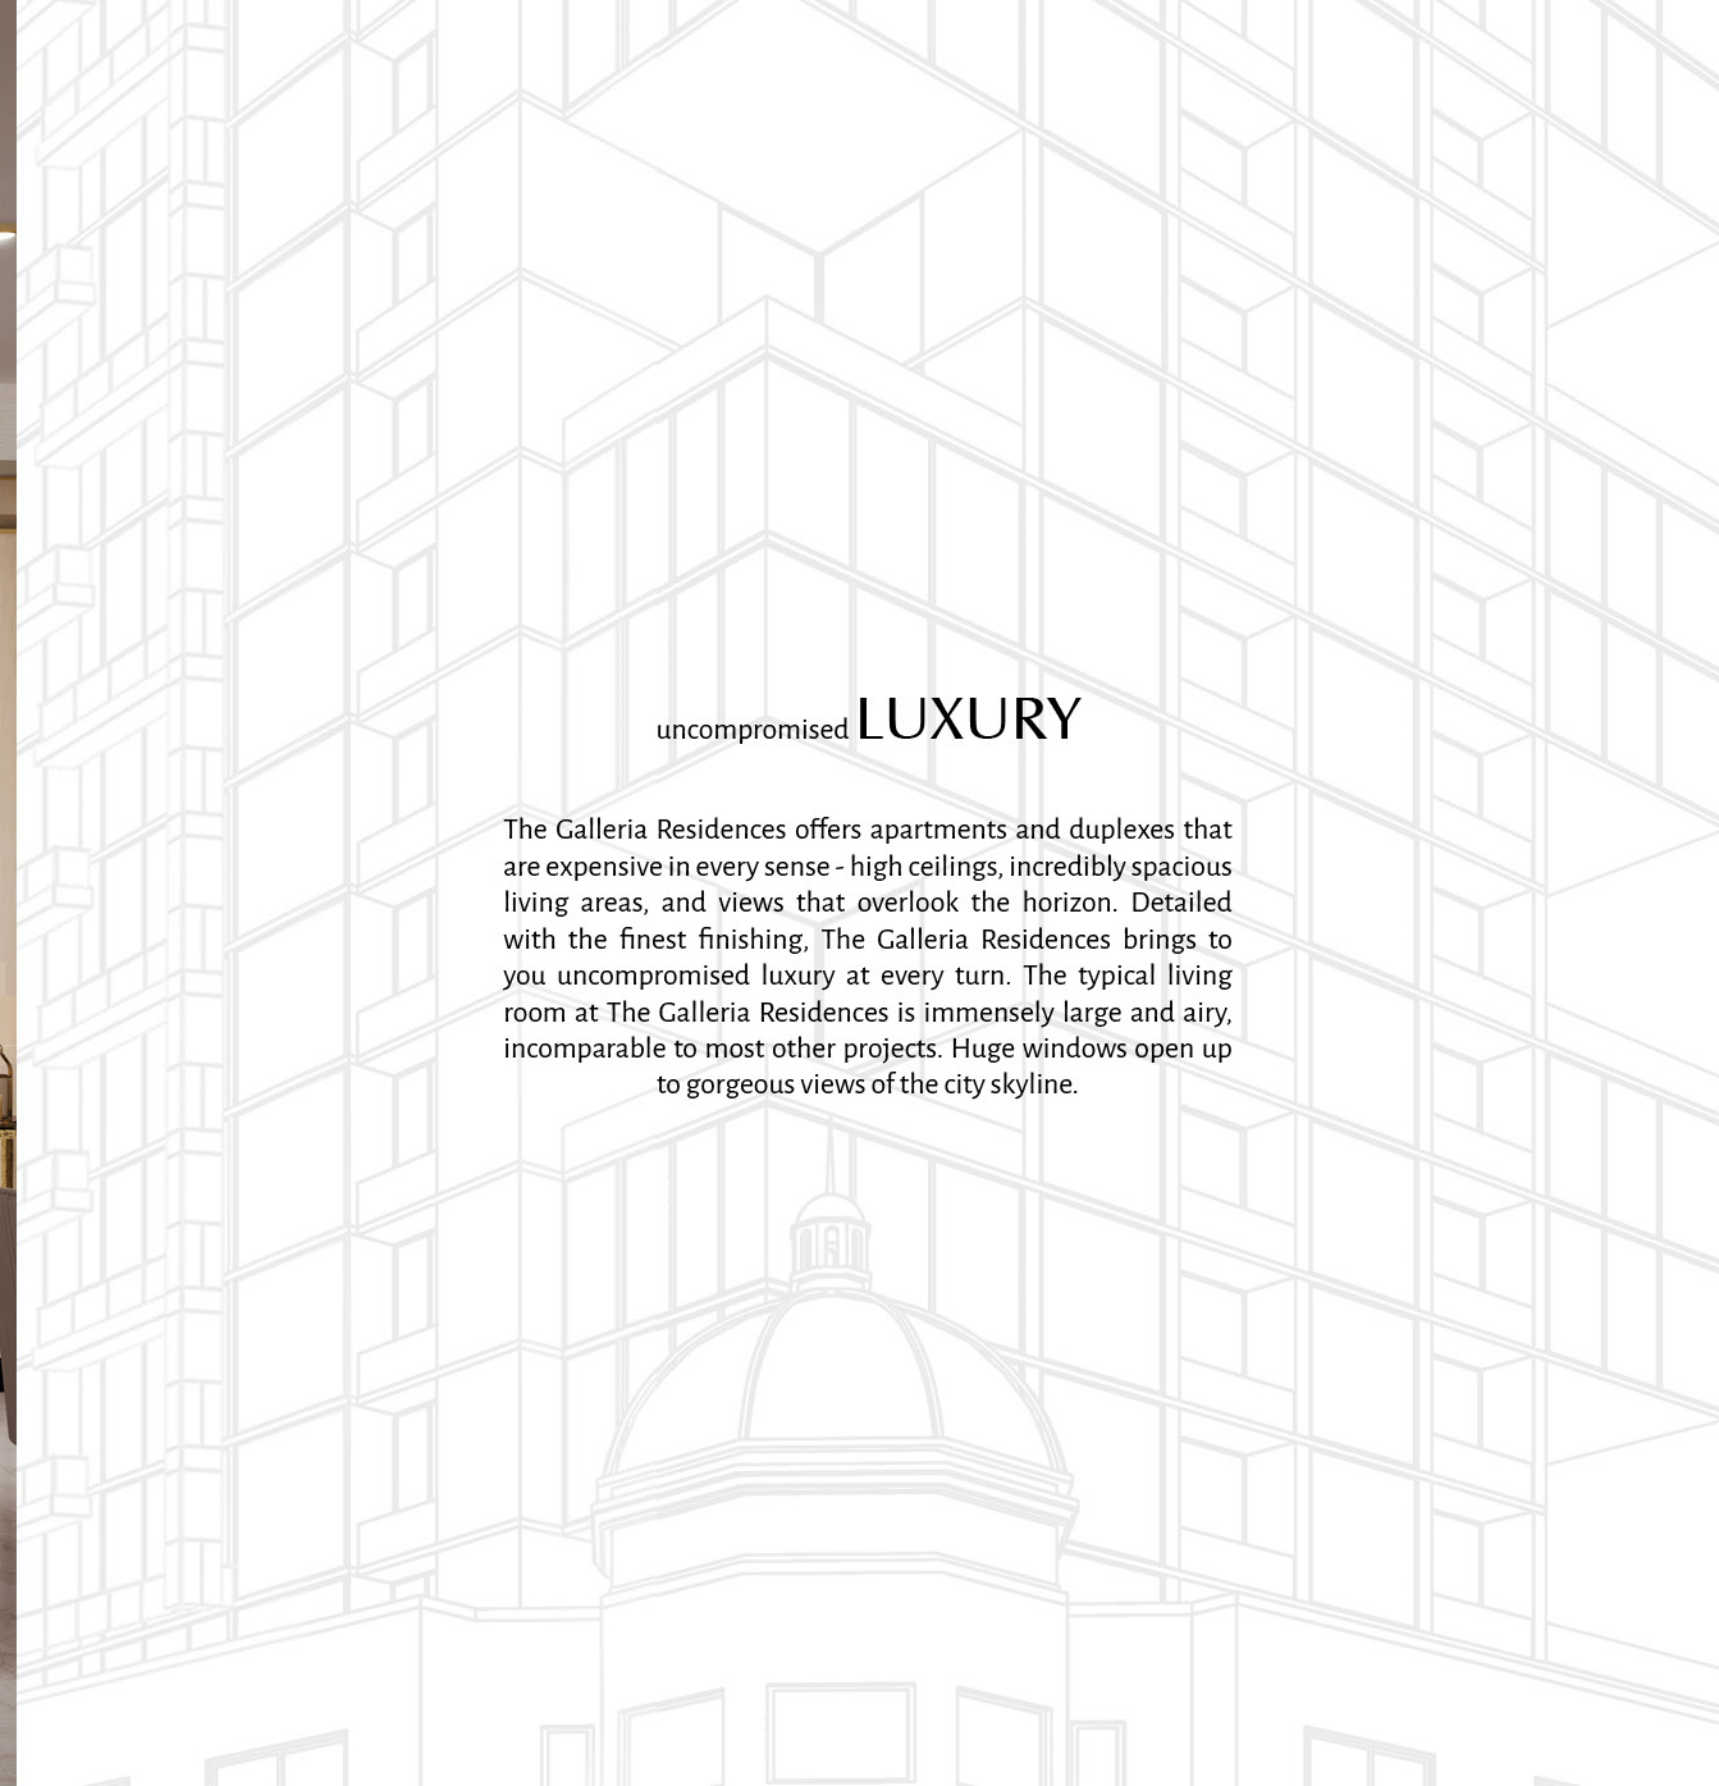 uncompromised LUXURY
The Galleria Residences offers apartments and duplexes that
are expensive in every sense - high ceilings, incredibly spacious
living areas, and views that overlook the horizon. Detailed
with the finest finishing, The Galleria Residences brings to
you uncompromised luxury at every turn. The typical living
room at The Galleria Residences is immensely large and airy,
incomparable to most other projects. Huge windows open up
to gorgeous views of the city skyline.